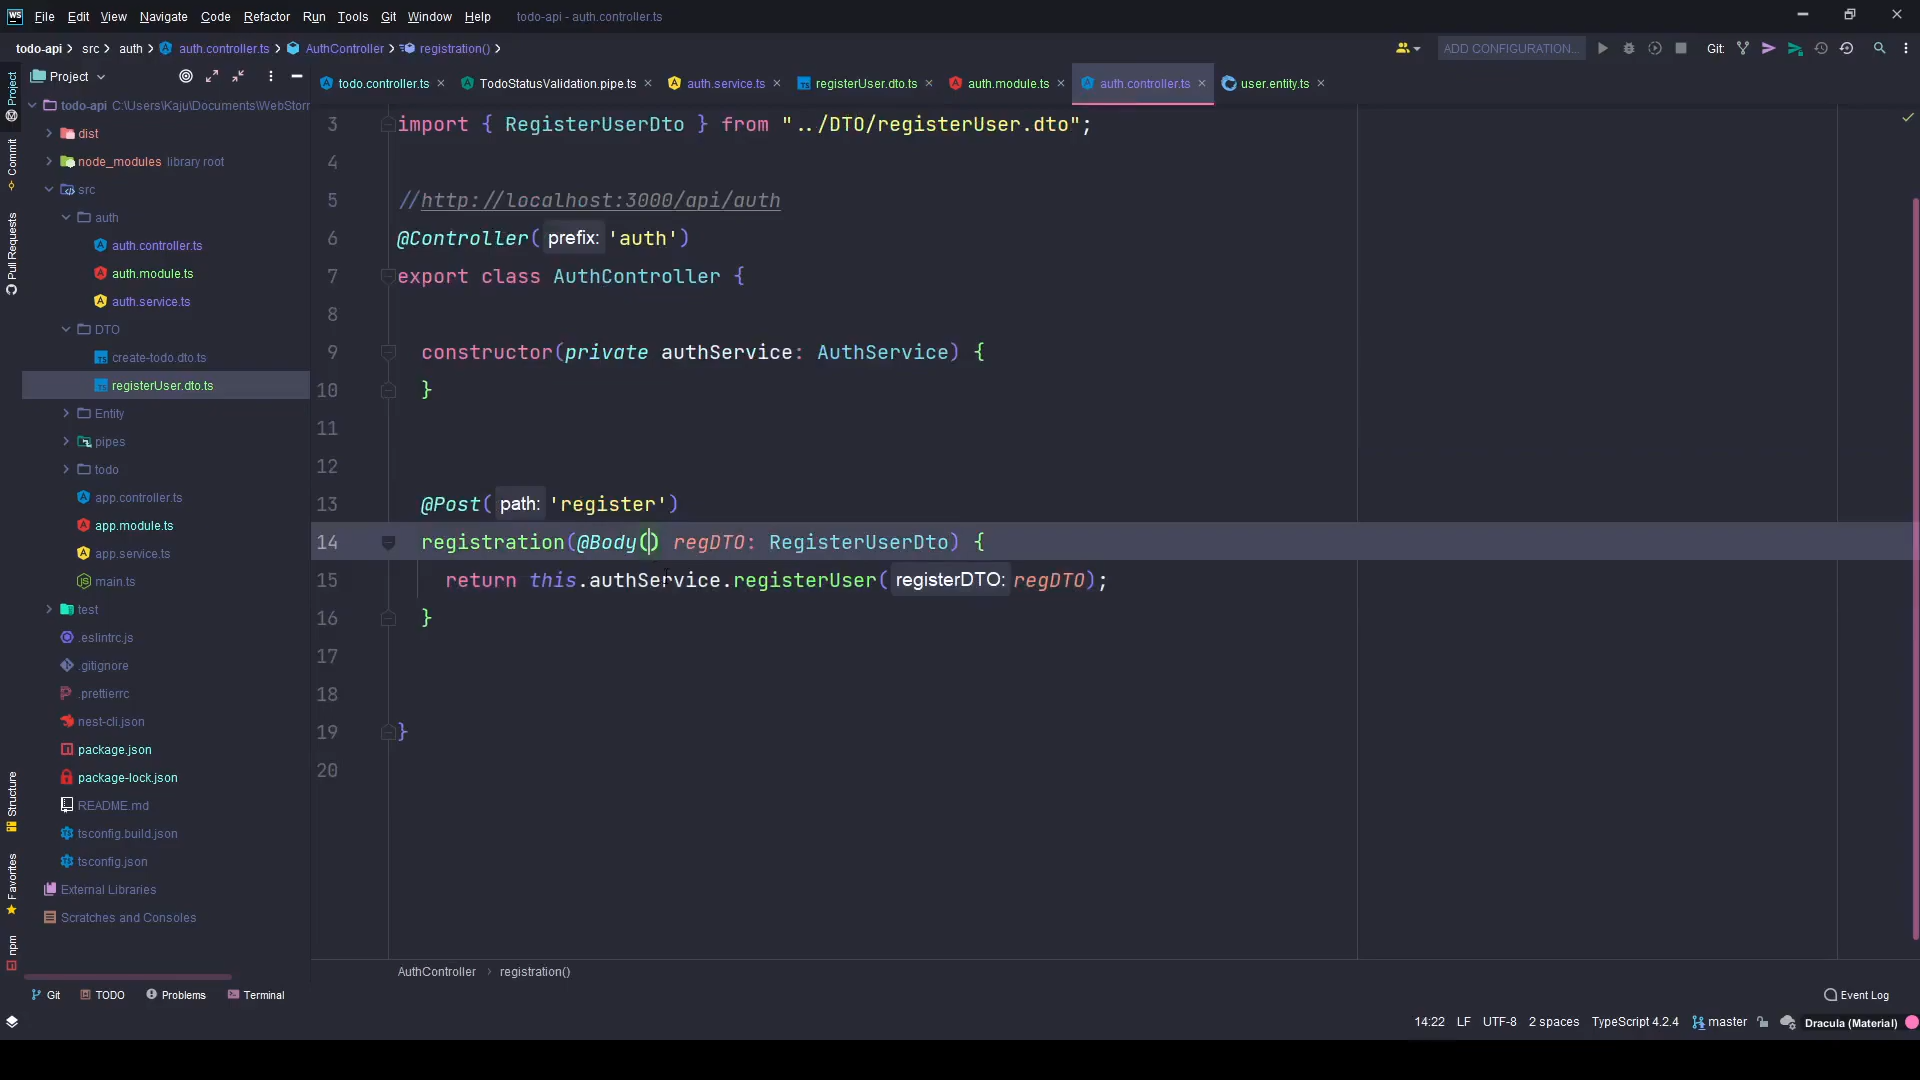 WS File Edit View Navigate Code Refactor Run Tools Git Window Help todo-api - auth.controller.ts
todo-api src auth auth.controller.ts AuthController registration() ADD CONFIGURATION... Git:
Project
todo.controller.ts TodoStatusValidation.pipe.ts auth.service.ts registerUser.dto.ts auth.module.ts auth.controller.ts user.entity.ts
todo-api C:\Users\Kaju\Documents\WebStorm
dist
node_modules library root
src
auth
auth.controller.ts
auth.module.ts
auth.service.ts
DTO
create-todo.dto.ts
registerUser.dto.ts
Entity
pipes
todo
app.controller.ts
app.module.ts
app.service.ts
main.ts
test
.eslintrc.js
.gitignore
.prettierrc
nest-cli.json
package.json
package-lock.json
README.md
tsconfig.build.json
tsconfig.json
External Libraries
Scratches and Consoles
Project
Commit
Pull Requests
Structure
Favorites
npm
3 import { RegisterUserDto } from "../DTO/registerUser.dto";
4
5 //http://localhost:3000/api/auth
6 @Controller( prefix: 'auth')
7 export class AuthController {
8
9 constructor(private authService: AuthService) {
10 }
11
12
13 @Post( path: 'register')
14 registration(@Body() regDTO: RegisterUserDto) {
15 return this.authService.registerUser( registerDTO: regDTO);
16 }
17
18
19 }
20
AuthController › registration()
Git TODO Problems Terminal Event Log
14:22 LF UTF-8 2 spaces TypeScript 4.2.4 master Dracula (Material)